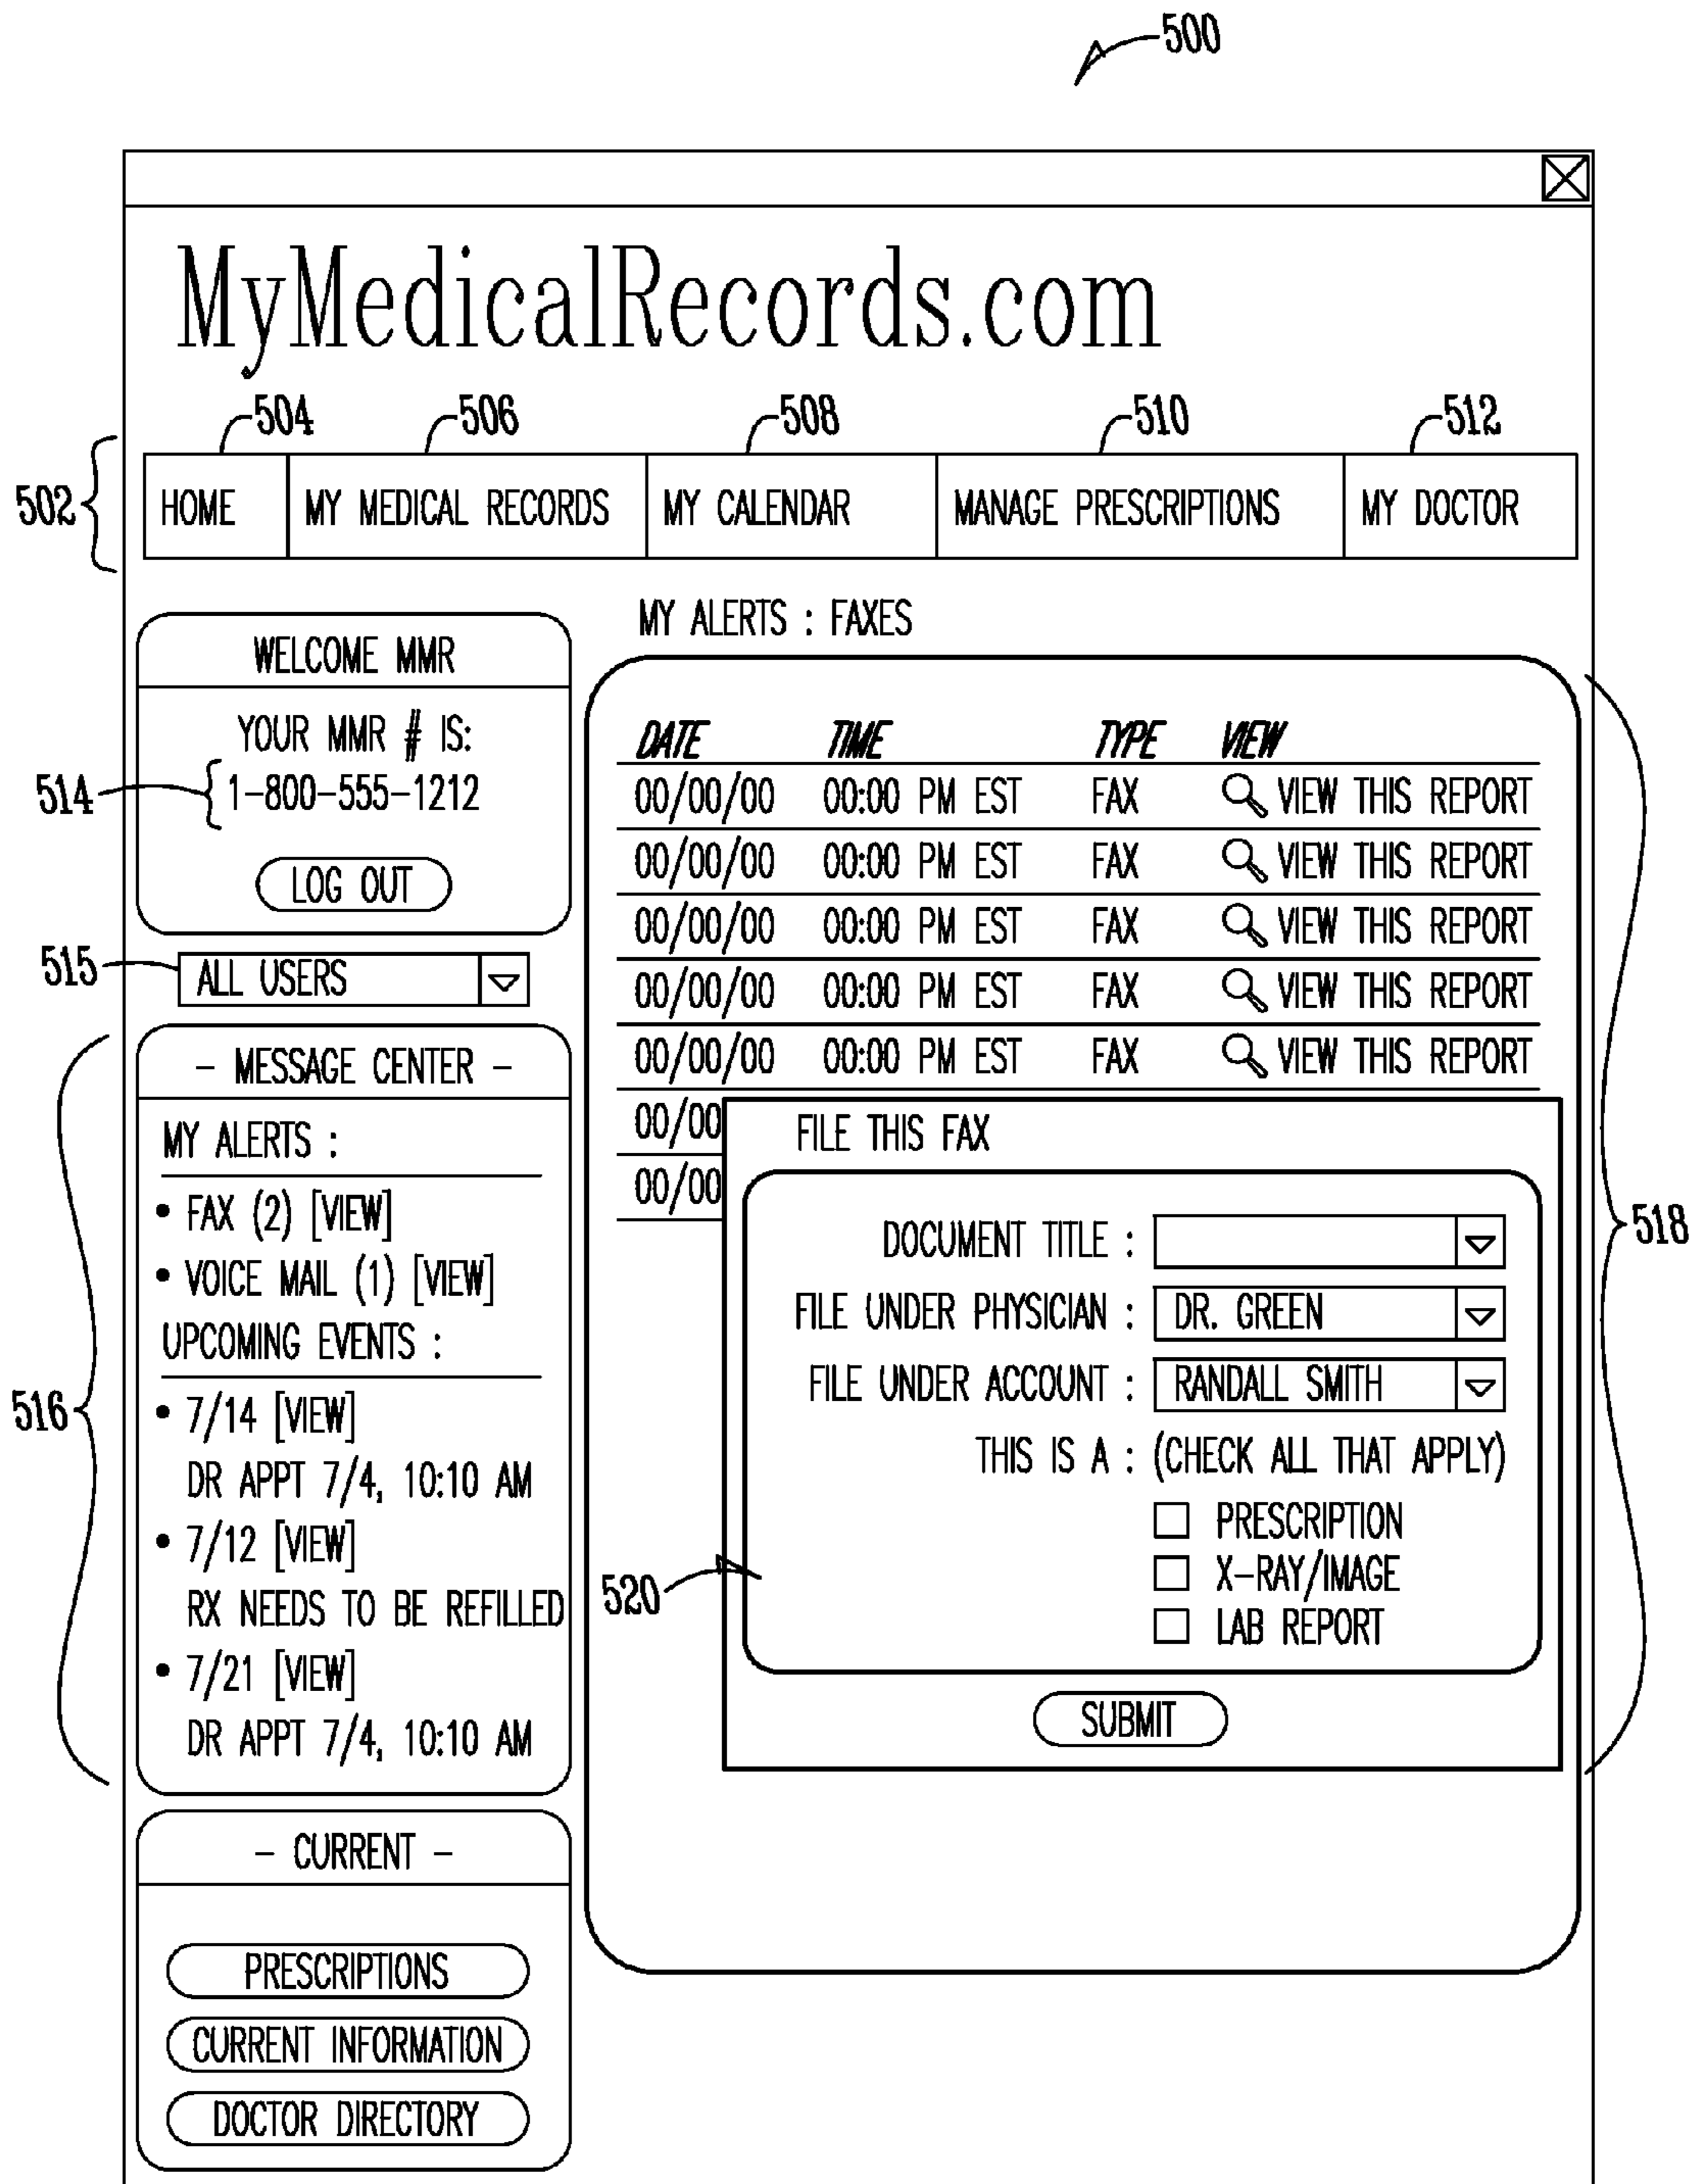 500
MyMedicalRecords.com
504 506 508 510 512
502
HOME MY MEDICAL RECORDS MY CALENDAR MANAGE PRESCRIPTIONS MY DOCTOR
WELCOME MMR
YOUR MMR # IS:
514
1-800-555-1212
LOG OUT
515
ALL USERS
516
- MESSAGE CENTER -
MY ALERTS :
• FAX (2) [VIEW]
• VOICE MAIL (1) [VIEW]
UPCOMING EVENTS :
• 7/14 [VIEW]
DR APPT 7/4, 10:10 AM
• 7/12 [VIEW]
RX NEEDS TO BE REFILLED
• 7/21 [VIEW]
DR APPT 7/4, 10:10 AM
- CURRENT -
PRESCRIPTIONS
CURRENT INFORMATION
DOCTOR DIRECTORY
MY ALERTS : FAXES
DATE TIME TYPE VIEW
00/00/00 00:00 PM EST FAX VIEW THIS REPORT
00/00/00 00:00 PM EST FAX VIEW THIS REPORT
00/00/00 00:00 PM EST FAX VIEW THIS REPORT
00/00/00 00:00 PM EST FAX VIEW THIS REPORT
00/00/00 00:00 PM EST FAX VIEW THIS REPORT
00/00
00/00
518
FILE THIS FAX
DOCUMENT TITLE :
FILE UNDER PHYSICIAN : DR. GREEN
FILE UNDER ACCOUNT : RANDALL SMITH
THIS IS A : (CHECK ALL THAT APPLY)
PRESCRIPTION
X-RAY/IMAGE
LAB REPORT
520
SUBMIT